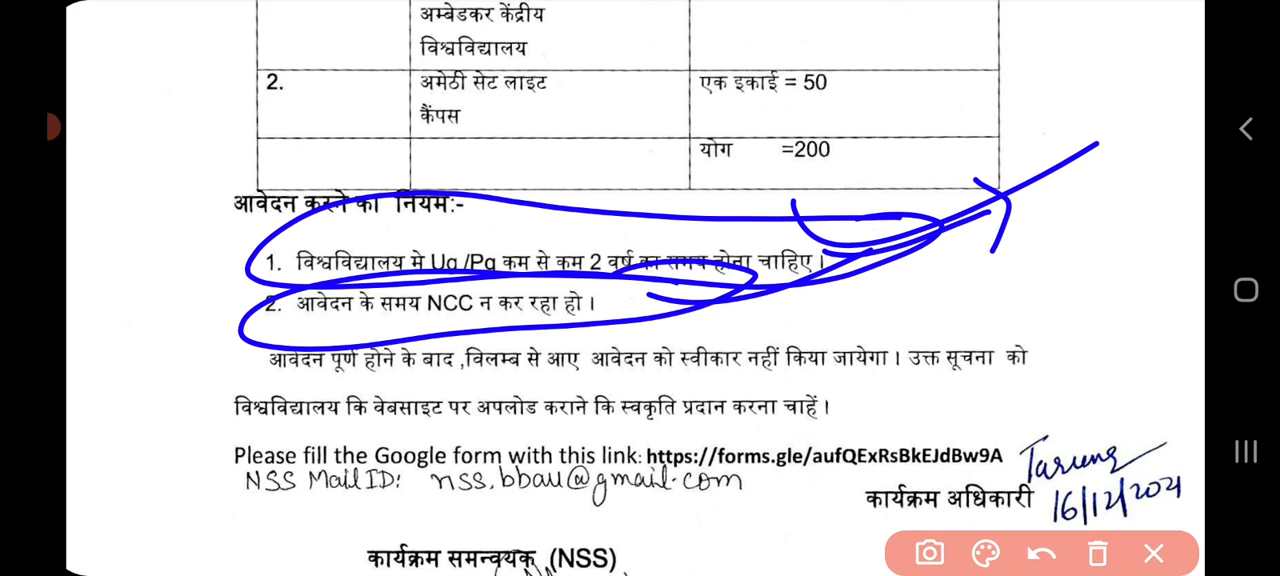 अम्बेडकर केंद्रीय
विश्वविद्यालय
2. अमेठी सेट लाइट एक इकाई = 50
कैंपस
योग =200
आवेदन करने का नियम:-
1. विश्वविद्यालय मे Ug /Pg कम से कम 2 वर्ष का समय होना चाहिए।
2. आवेदन के समय NCC न कर रहा हो।
आवेदन पूर्ण होने के बाद ,विलम्ब से आए आवेदन को स्वीकार नहीं किया जायेगा। उक्त सूचना को
विश्वविद्यालय कि वेबसाइट पर अपलोड कराने कि स्वकृति प्रदान करना चाहें।
Please fill the Google form with this link: https://forms.gle/aufQExRsBkEJdBw9A
NSS Mail ID: nss.bbau@gmail.com
Tarung
कार्यक्रम अधिकारी
16/12/2021
कार्यक्रम समन्वयक (NSS)